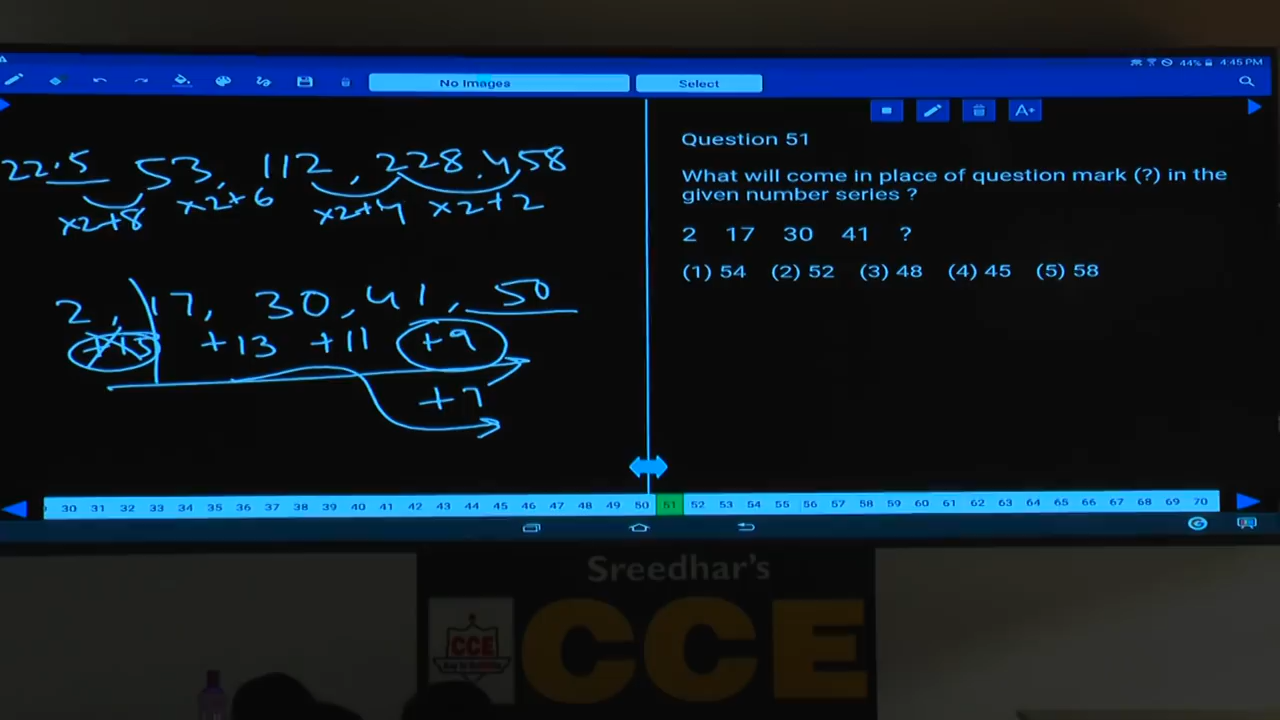 44% 4:45 PM
No Images
Select
A+
22.5 53, 112, 228, 458
x2+8 x2+6 x2+4 x2+2
2, 17, 30, 41, 50
+15 +13 +11 +9
+7
Question 51
What will come in place of question mark (?) in the
given number series ?
2 17 30 41 ?
(1) 54 (2) 52 (3) 48 (4) 45 (5) 58
30 31 32 33 34 35 36 37 38 39 40 41 42 43 44 45 46 47 48 49 50 51 52 53 54 55 56 57 58 59 60 61 62 63 64 65 66 67 68 69 70
Sreedhar's
CCE
CCE